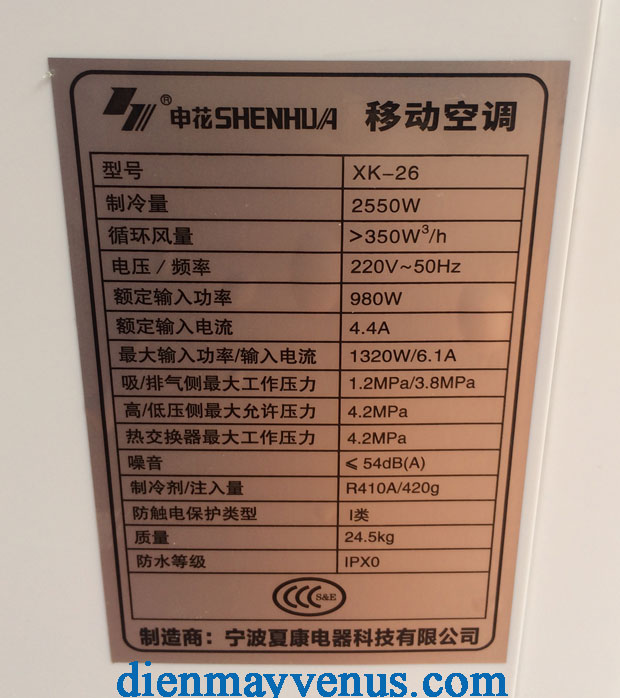 ® 申花SHENHUA 移动空调
型号 XK-26
制冷量 2550W
循环风量 >350W³/h
电压/频率 220V~50Hz
额定输入功率 980W
额定输入电流 4.4A
最大输入功率/输入电流 1320W/6.1A
吸/排气侧最大工作压力 1.2MPa/3.8MPa
高/低压侧最大允许压力 4.2MPa
热交换器最大工作压力 4.2MPa
噪音 ≤54dB(A)
制冷剂/注入量 R410A/420g
防触电保护类型 I类
质量 24.5kg
防水等级 IPX0
CCC S&E
制造商：宁波夏康电器科技有限公司
dienmayvenus.com